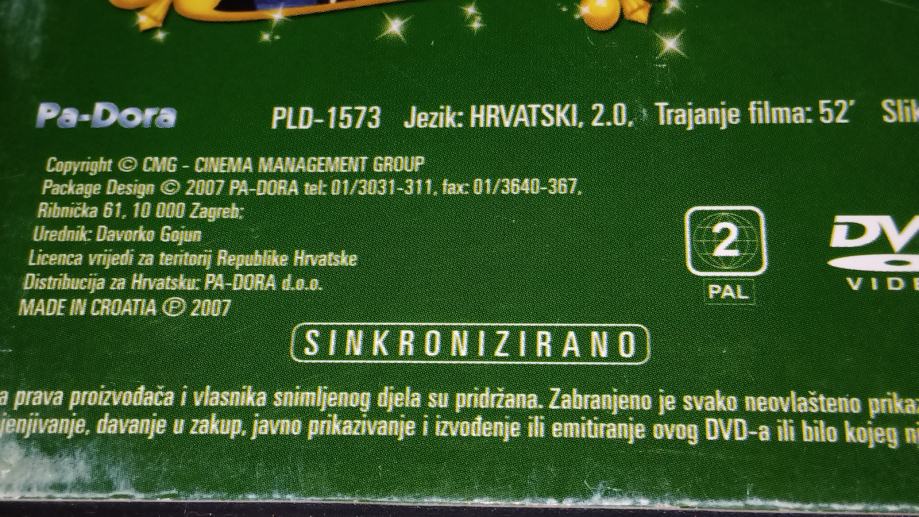 Pa-Dora PLD-1573 Jezik: HRVATSKI, 2.0, Trajanje filma: 52'
Copyright © CMG - CINEMA MANAGEMENT GROUP
Package Design © 2007 PA-DORA tel: 01/3031-311, fax: 01/3640-367,
Ribnička 61, 10 000 Zagreb;
Urednik: Davorko Gojun
Licenca vrijedi za teritorij Republike Hrvatske
Distribucija za Hrvatsku: PA-DORA d.o.o.
MADE IN CROATIA ℗ 2007
2
PAL
SINKRONIZIRANO
a prava proizvođača i vlasnika snimljenog djela su pridržana. Zabranjeno je svako neovlašteno
jenjivanje, davanje u zakup, javno prikazivanje i izvođenje ili emitiranje ovog DVD-a ili bilo kojeg